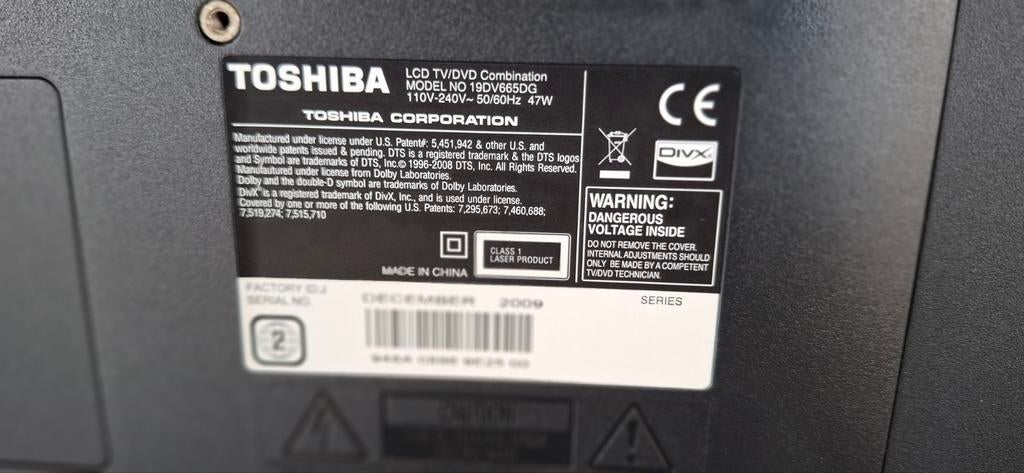 TOSHIBA
LCD TV/DVD Combination
MODEL NO 19DV665DG
110V-240V~ 50/60Hz 47W
TOSHIBA CORPORATION
Manufactured under license under U.S. Patent#: 5,451,942 & other U.S. and
worldwide patents issued & pending. DTS is a registered trademark & the DTS logos
and Symbol are trademarks of DTS, Inc.© 1996-2008 DTS, Inc. All Rights Reserved.
Manufautured under license from Dolby Laboratories.
Dolby and the double-D symbol are trademarks of Dolby Laboratories.
DivX® is a registered trademark of DivX, Inc., and is used under license.
Covered by one or more of the following U.S. Patents: 7,295,673; 7,460,688;
7,519,274; 7,515,710
CLASS 1
LASER PRODUCT
MADE IN CHINA
CE
DIVX
WARNING:
DANGEROUS
VOLTAGE INSIDE
DO NOT REMOVE THE COVER.
INTERNAL ADJUSTMENTS SHOULD
ONLY BE MADE BY A COMPETENT
TV/DVD TECHNICIAN.
FACTORY ID:J
SERIAL NO.
DECEMBER 2009
SERIES
2
CAUTION!